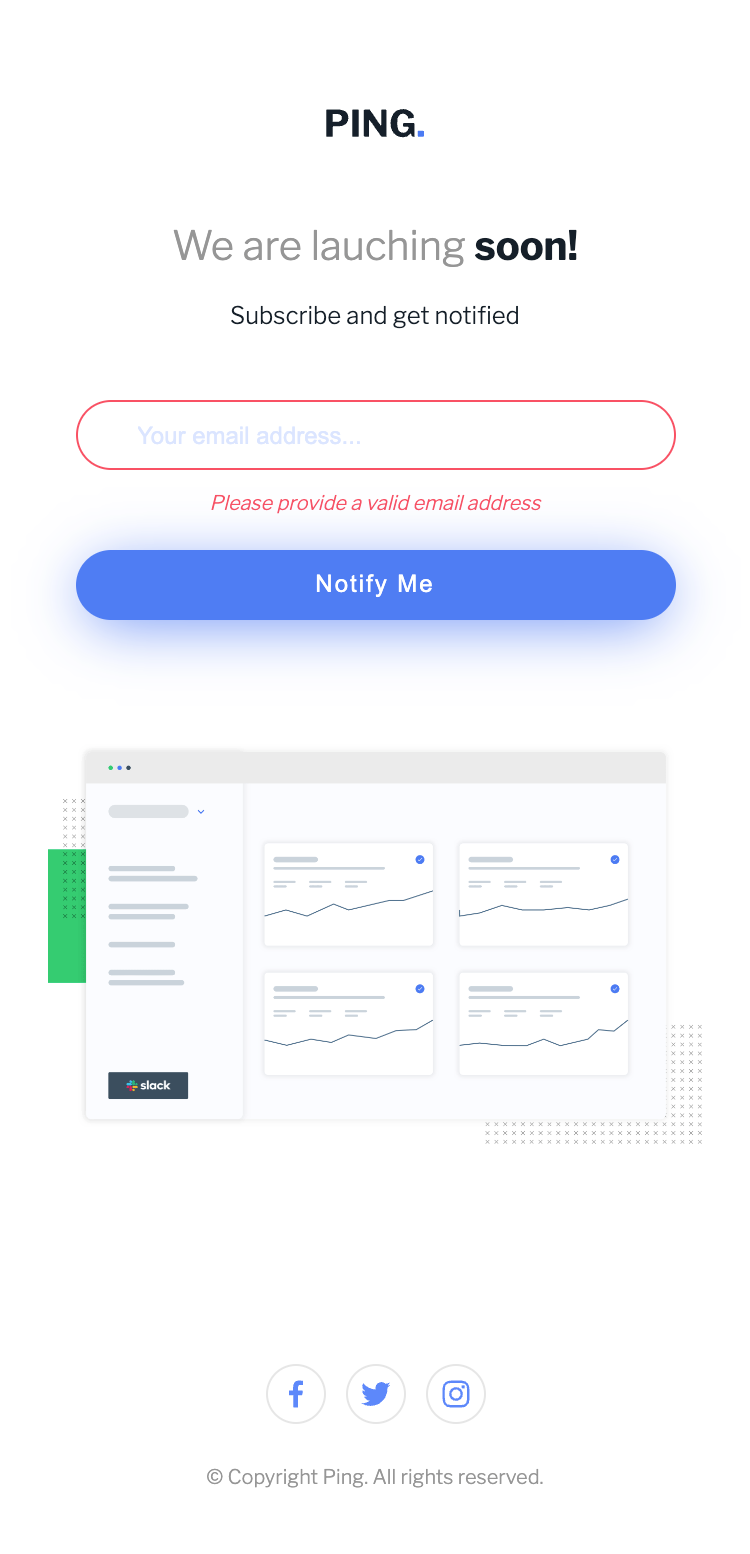 PING.
We are lauching soon!
Subscribe and get notified
Your email address...
Please provide a valid email address
Notify Me
slack
© Copyright Ping. All rights reserved.